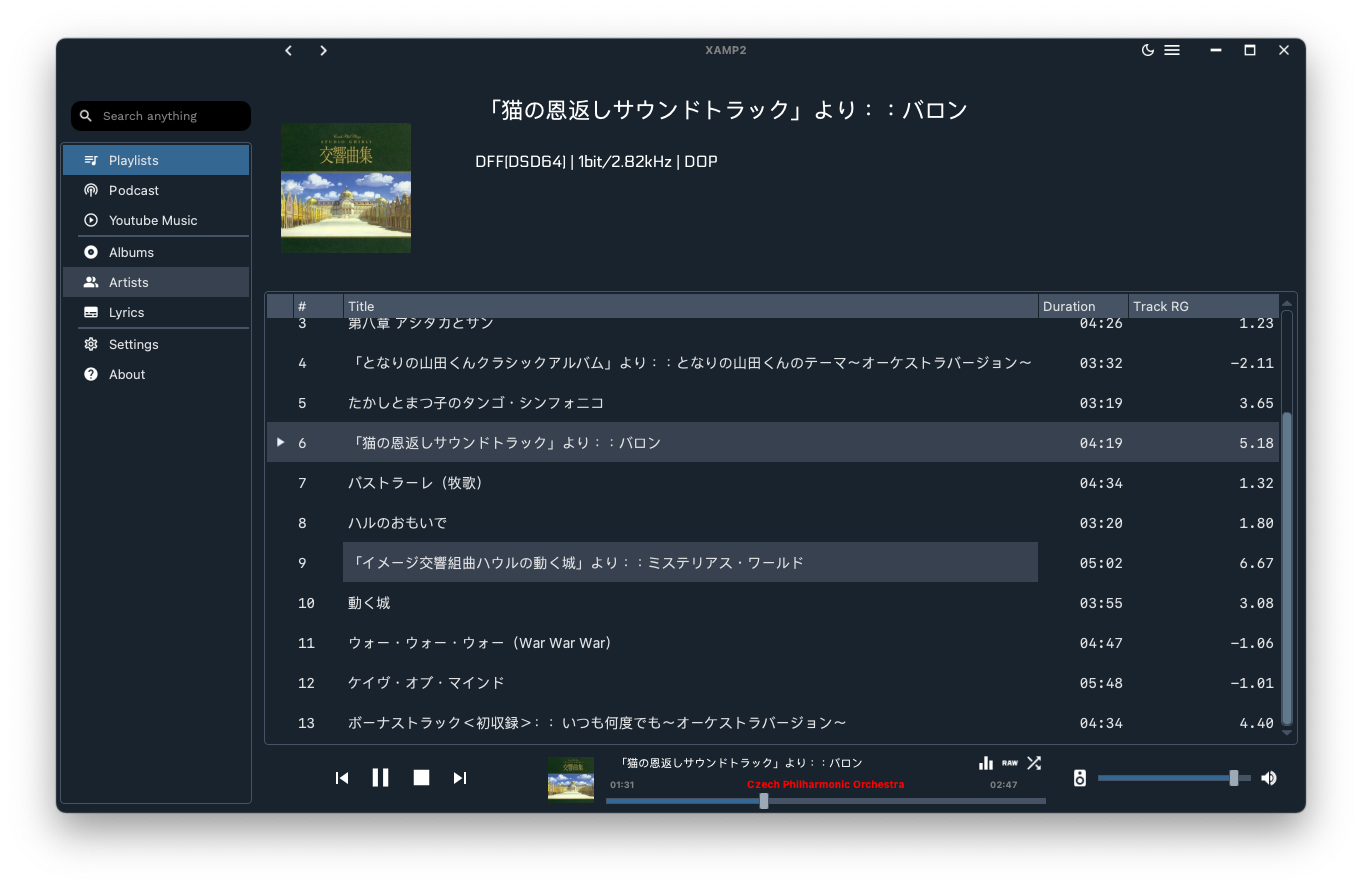 XAMP2
Search anything
Playlists
Podcast
Youtube Music
Albums
Artists
Lyrics
Settings
About
STUDIO GHIBLI
交響曲集
「猫の恩返しサウンドトラック」より：：バロン
DFF(DSD64) | 1bit/2.82kHz | DOP
# Title Duration Track RG
3 第八章 アシタカとサン 04:26 1.23
4 「となりの山田くんクラシックアルバム」より：：となりの山田くんのテーマ〜オーケストラバージョン〜 03:32 -2.11
5 たかしとまつ子のタンゴ・シンフォニコ 03:19 3.65
6 「猫の恩返しサウンドトラック」より：：バロン 04:19 5.18
7 パストラーレ（牧歌） 04:34 1.32
8 ハルのおもいで 03:20 1.80
9 「イメージ交響組曲ハウルの動く城」より：：ミステリアス・ワールド 05:02 6.67
10 動く城 03:55 3.08
11 ウォー・ウォー・ウォー（War War War） 04:47 -1.06
12 ケイヴ・オブ・マインド 05:48 -1.01
13 ボーナストラック＜初収録＞：：いつも何度でも〜オーケストラバージョン〜 04:34 4.40
交響曲集
「猫の恩返しサウンドトラック」より：：バロン
RAW
01:31 Czech Philharmonic Orchestra 02:47